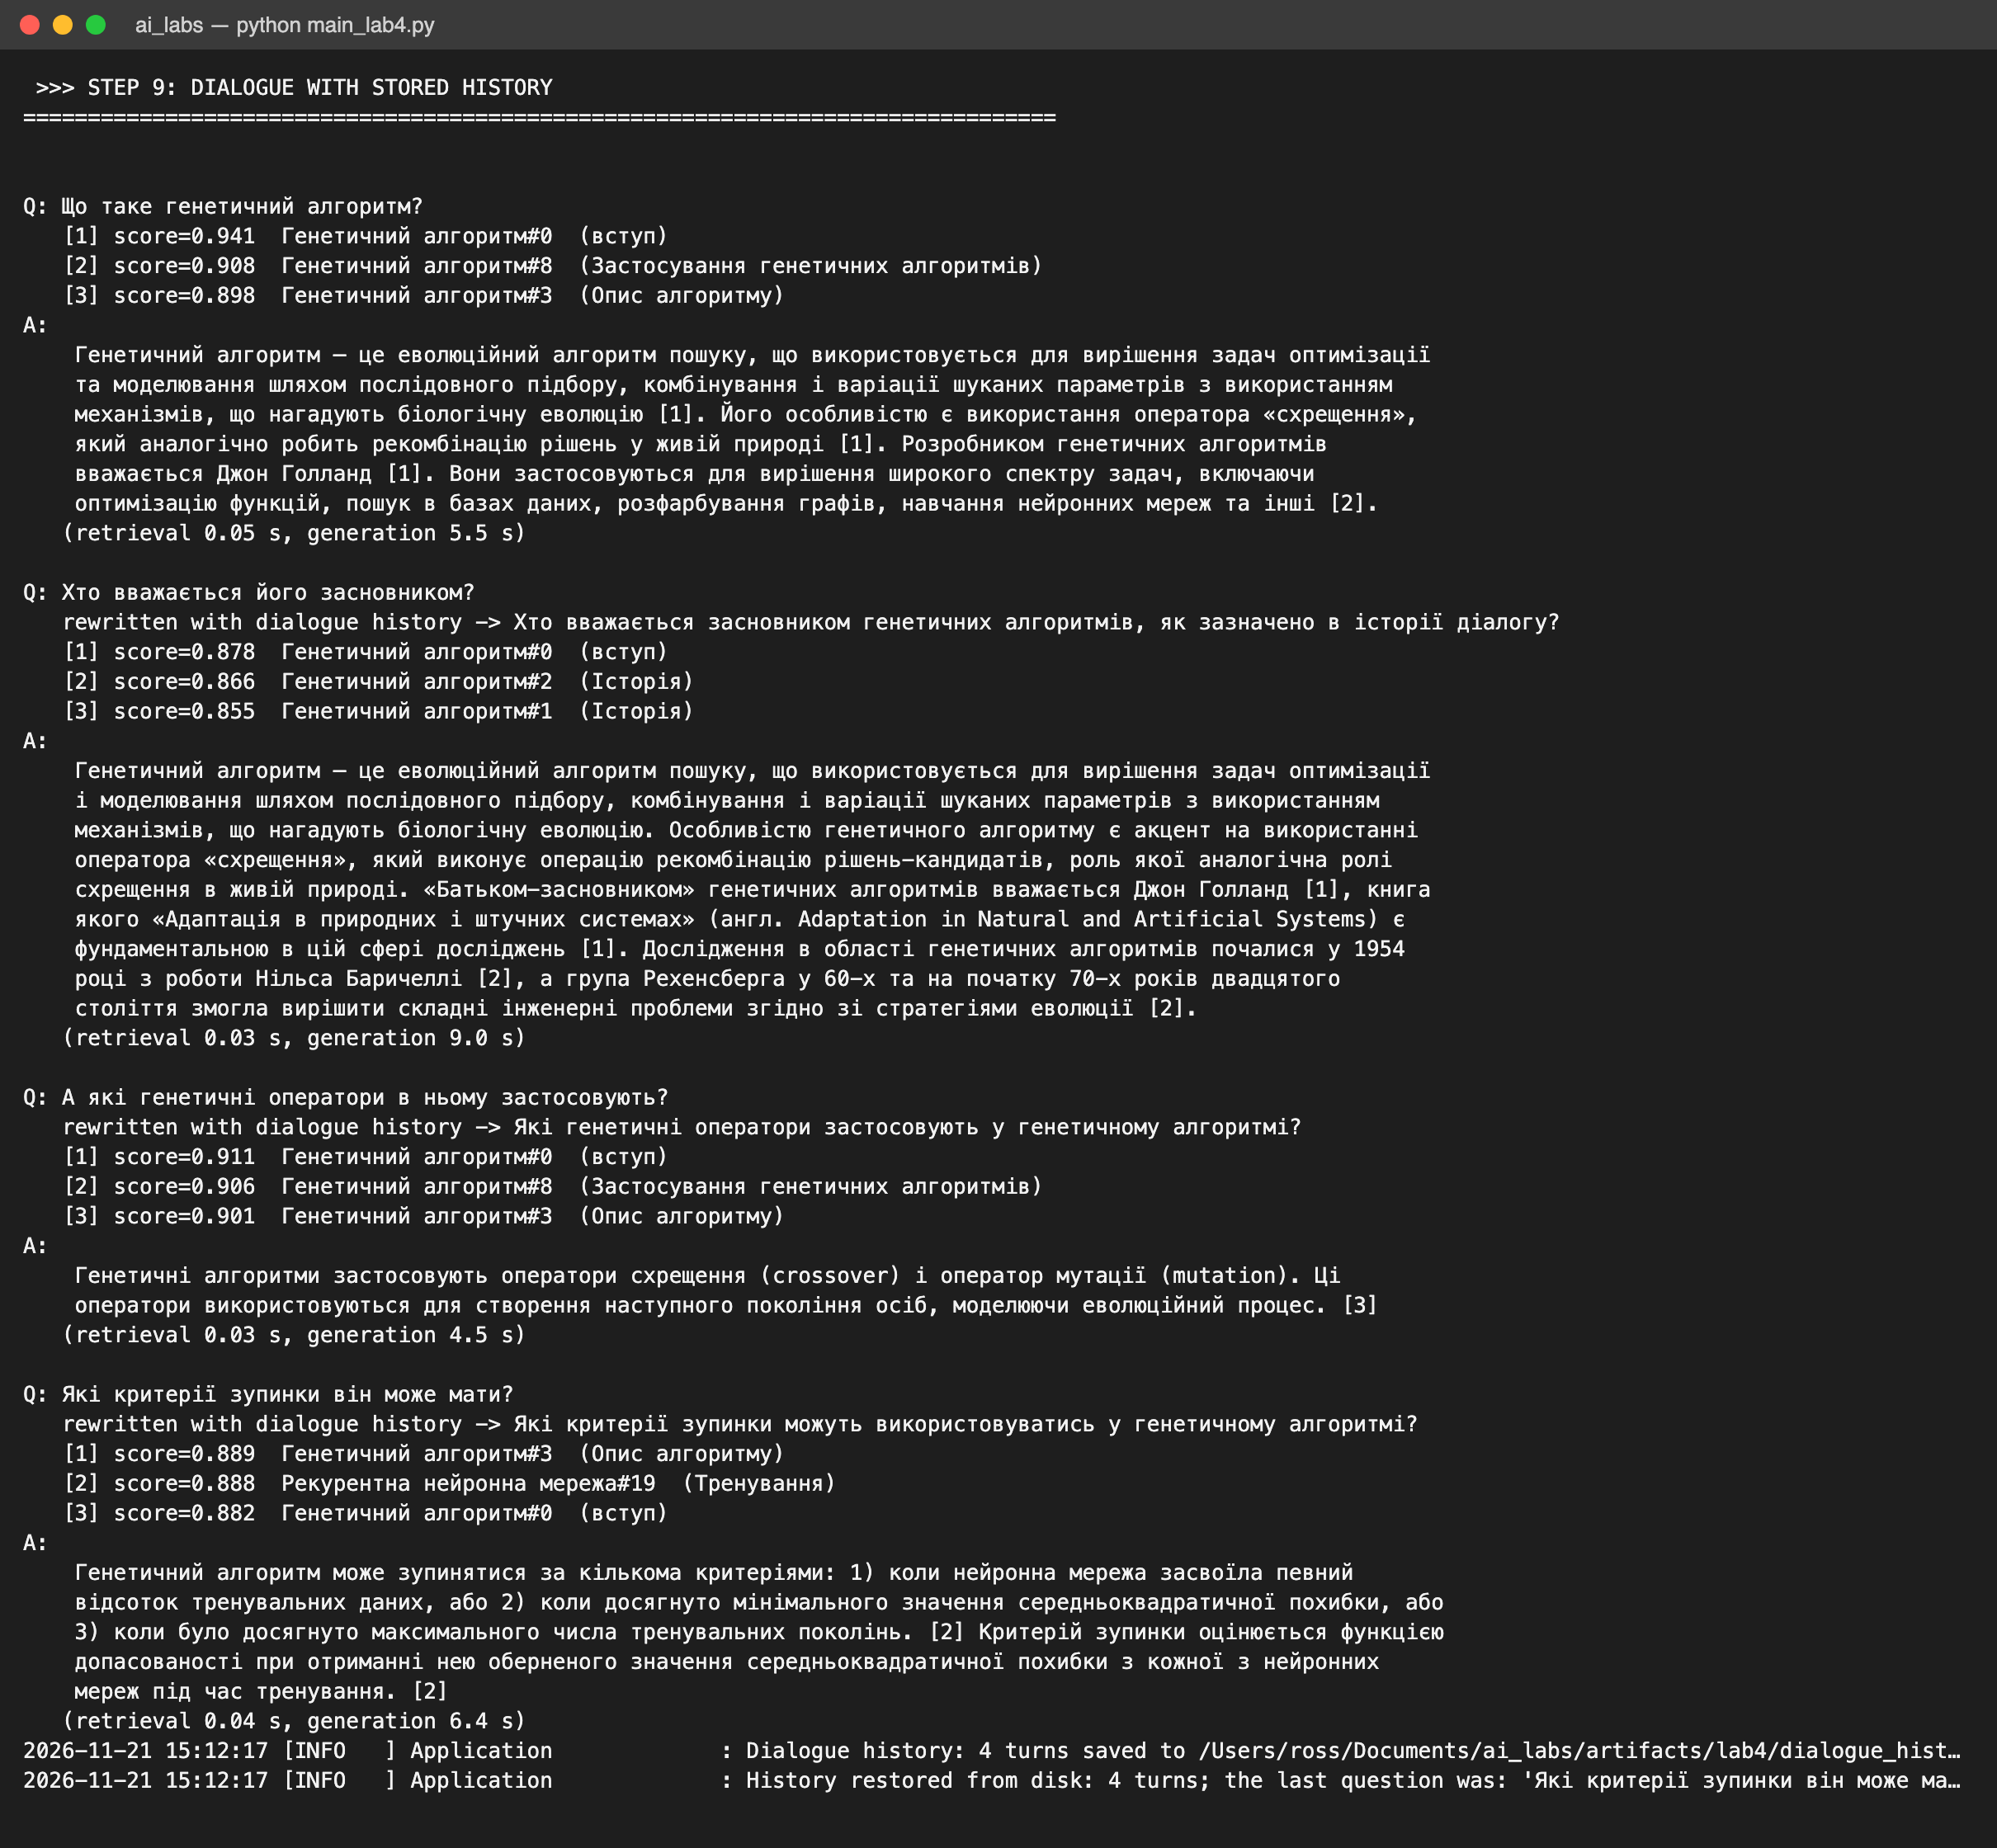 ai_labs — python main_lab4.py
>>> STEP 9: DIALOGUE WITH STORED HISTORY
================================================================================
Q: Що таке генетичний алгоритм?
[1] score=0.941  Генетичний алгоритм#0  (вступ)
[2] score=0.908  Генетичний алгоритм#8  (Застосування генетичних алгоритмів)
[3] score=0.898  Генетичний алгоритм#3  (Опис алгоритму)
A:
Генетичний алгоритм — це еволюційний алгоритм пошуку, що використовується для вирішення задач оптимізації
та моделювання шляхом послідовного підбору, комбінування і варіації шуканих параметрів з використанням
механізмів, що нагадують біологічну еволюцію [1]. Його особливістю є використання оператора «схрещення»,
який аналогічно робить рекомбінацію рішень у живій природі [1]. Розробником генетичних алгоритмів
вважається Джон Голланд [1]. Вони застосовуються для вирішення широкого спектру задач, включаючи
оптимізацію функцій, пошук в базах даних, розфарбування графів, навчання нейронних мереж та інші [2].
(retrieval 0.05 s, generation 5.5 s)
Q: Хто вважається його засновником?
rewritten with dialogue history -> Хто вважається засновником генетичних алгоритмів, як зазначено в історії діалогу?
[1] score=0.878  Генетичний алгоритм#0  (вступ)
[2] score=0.866  Генетичний алгоритм#2  (Історія)
[3] score=0.855  Генетичний алгоритм#1  (Історія)
A:
Генетичний алгоритм — це еволюційний алгоритм пошуку, що використовується для вирішення задач оптимізації
і моделювання шляхом послідовного підбору, комбінування і варіації шуканих параметрів з використанням
механізмів, що нагадують біологічну еволюцію. Особливістю генетичного алгоритму є акцент на використанні
оператора «схрещення», який виконує операцію рекомбінацію рішень-кандидатів, роль якої аналогічна ролі
схрещення в живій природі. «Батьком-засновником» генетичних алгоритмів вважається Джон Голланд [1], книга
якого «Адаптація в природних і штучних системах» (англ. Adaptation in Natural and Artificial Systems) є
фундаментальною в цій сфері досліджень [1]. Дослідження в області генетичних алгоритмів почалися у 1954
році з роботи Нільса Баричеллі [2], а група Рехенсберга у 60-х та на початку 70-х років двадцятого
століття змогла вирішити складні інженерні проблеми згідно зі стратегіями еволюції [2].
(retrieval 0.03 s, generation 9.0 s)
Q: А які генетичні оператори в ньому застосовують?
rewritten with dialogue history -> Які генетичні оператори застосовують у генетичному алгоритмі?
[1] score=0.911  Генетичний алгоритм#0  (вступ)
[2] score=0.906  Генетичний алгоритм#8  (Застосування генетичних алгоритмів)
[3] score=0.901  Генетичний алгоритм#3  (Опис алгоритму)
A:
Генетичні алгоритми застосовують оператори схрещення (crossover) і оператор мутації (mutation). Ці
оператори використовуються для створення наступного покоління осіб, моделюючи еволюційний процес. [3]
(retrieval 0.03 s, generation 4.5 s)
Q: Які критерії зупинки він може мати?
rewritten with dialogue history -> Які критерії зупинки можуть використовуватись у генетичному алгоритмі?
[1] score=0.889  Генетичний алгоритм#3  (Опис алгоритму)
[2] score=0.888  Рекурентна нейронна мережа#19  (Тренування)
[3] score=0.882  Генетичний алгоритм#0  (вступ)
A:
Генетичний алгоритм може зупинятися за кількома критеріями: 1) коли нейронна мережа засвоїла певний
відсоток тренувальних даних, або 2) коли досягнуто мінімального значення середньоквадратичної похибки, або
3) коли було досягнуто максимального числа тренувальних поколінь. [2] Критерій зупинки оцінюється функцією
допасованості при отриманні нею оберненого значення середньоквадратичної похибки з кожної з нейронних
мереж під час тренування. [2]
(retrieval 0.04 s, generation 6.4 s)
2026-11-21 15:12:17 [INFO   ] Application             : Dialogue history: 4 turns saved to /Users/ross/Documents/ai_labs/artifacts/lab4/dialogue_hist…
2026-11-21 15:12:17 [INFO   ] Application             : History restored from disk: 4 turns; the last question was: 'Які критерії зупинки він може ма…